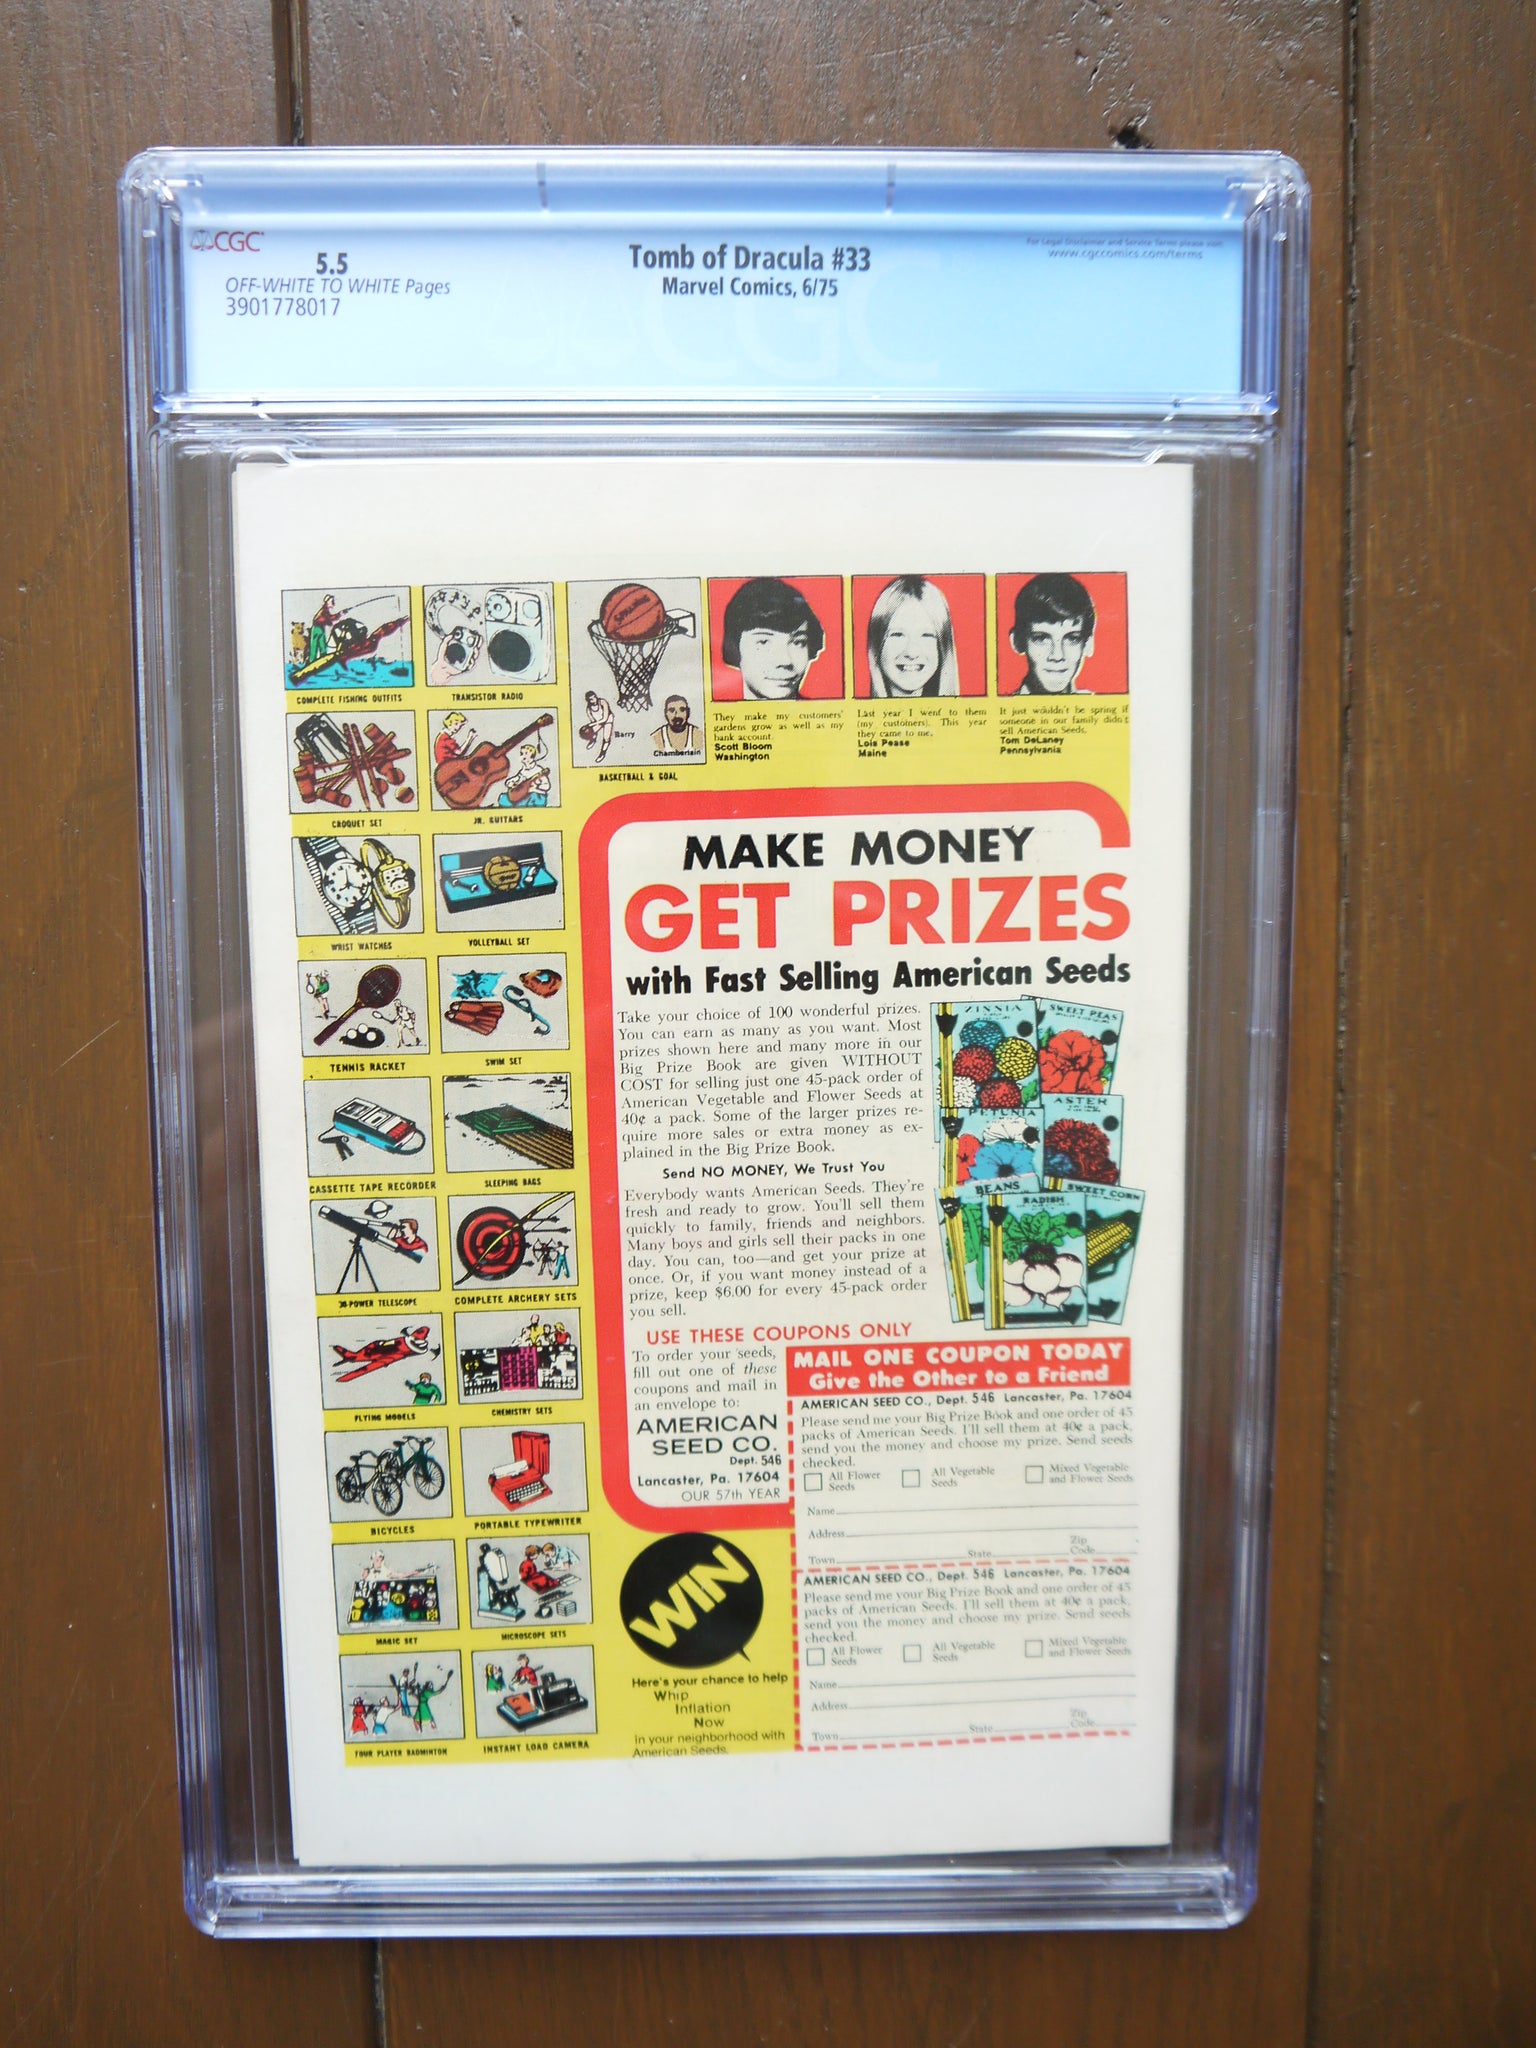 CGC
5.5
OFF-WHITE TO WHITE Pages
3901778017
Tomb of Dracula #33
Marvel Comics, 6/75
For Legal Disclaimer and Service Terms please visit
www.cgccomics.com/terms
CGC
COMPLETE FISHING OUTFITS
TRANSISTOR RADIO
CROQUET SET
JR. GUITARS
WRIST WATCHES
VOLLEYBALL SET
TENNIS RACKET
SWIM SET
CASSETTE TAPE RECORDER
SLEEPING BAGS
30-POWER TELESCOPE
COMPLETE ARCHERY SETS
FLYING MODELS
CHEMISTRY SETS
BICYCLES
PORTABLE TYPEWRITER
MAGIC SET
MICROSCOPE SETS
FOUR PLAYER BADMINTON
INSTANT LOAD CAMERA
SPALDING
Barry
Chamberlain
BASKETBALL & GOAL
They make my customers'
gardens grow as well as my
bank account.
Scott Bloom
Washington
Last year I went to them
(my customers). This year
they came to me.
Lois Pease
Maine
It just wouldn't be spring if
someone in our family didn't
sell American Seeds.
Tom DeLaney
Pennsylvania
MAKE MONEY
GET PRIZES
with Fast Selling American Seeds
Take your choice of 100 wonderful prizes.
You can earn as many as you want. Most
prizes shown here and many more in our
Big Prize Book are given WITHOUT
COST for selling just one 45-pack order of
American Vegetable and Flower Seeds at
40¢ a pack. Some of the larger prizes re-
quire more sales or extra money as ex-
plained in the Big Prize Book.
Send NO MONEY, We Trust You
Everybody wants American Seeds. They're
fresh and ready to grow. You'll sell them
quickly to family, friends and neighbors.
Many boys and girls sell their packs in one
day. You can, too—and get your prize at
once. Or, if you want money instead of a
prize, keep $6.00 for every 45-pack order
you sell.
ZINNIA
SWEET PEAS
PETUNIA
ASTER
BEANS
RADISH
SWEET CORN
USE THESE COUPONS ONLY
To order your seeds,
fill out one of these
coupons and mail in
an envelope to:
AMERICAN
SEED CO.
Dept. 546
Lancaster, Pa. 17604
OUR 57th YEAR
MAIL ONE COUPON TODAY
Give the Other to a Friend
AMERICAN SEED CO., Dept. 546 Lancaster, Pa. 17604
Please send me your Big Prize Book and one order of 45
packs of American Seeds. I'll sell them at 40¢ a pack,
send you the money and choose my prize. Send seeds
checked.
All Flower Seeds
All Vegetable Seeds
Mixed Vegetable and Flower Seeds
Name
Address
Town State Zip Code
AMERICAN SEED CO., Dept. 546 Lancaster, Pa. 17604
Please send me your Big Prize Book and one order of 45
packs of American Seeds. I'll sell them at 40¢ a pack,
send you the money and choose my prize. Send seeds
checked.
All Flower Seeds
All Vegetable Seeds
Mixed Vegetable and Flower Seeds
Name
Address
Town State Zip Code
WIN
Here's your chance to help
Whip
Inflation
Now
in your neighborhood with
American Seeds.